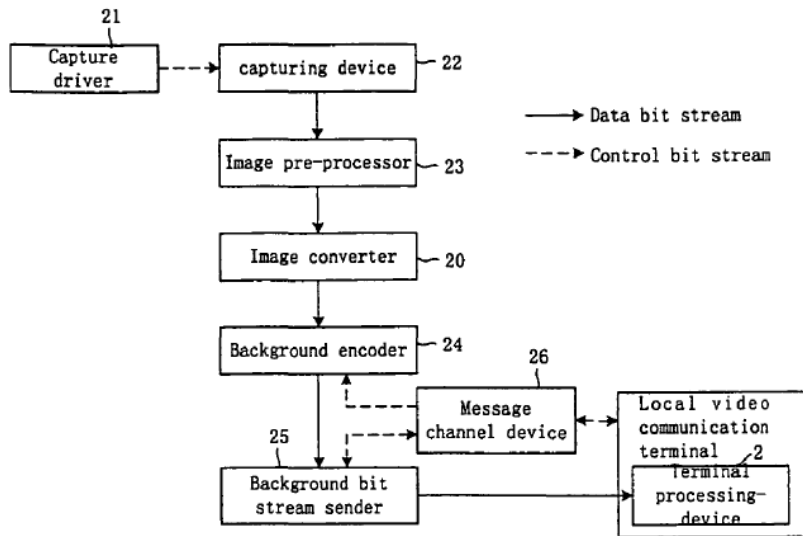 21
Capture
driver
capturing device
22
Data bit stream
Control bit stream
Image pre-processor
23
Image converter
20
Background encoder
24
26
Message
channel device
Local video
communication
terminal
2
Terminal
processing-
device
25
Background bit
stream sender